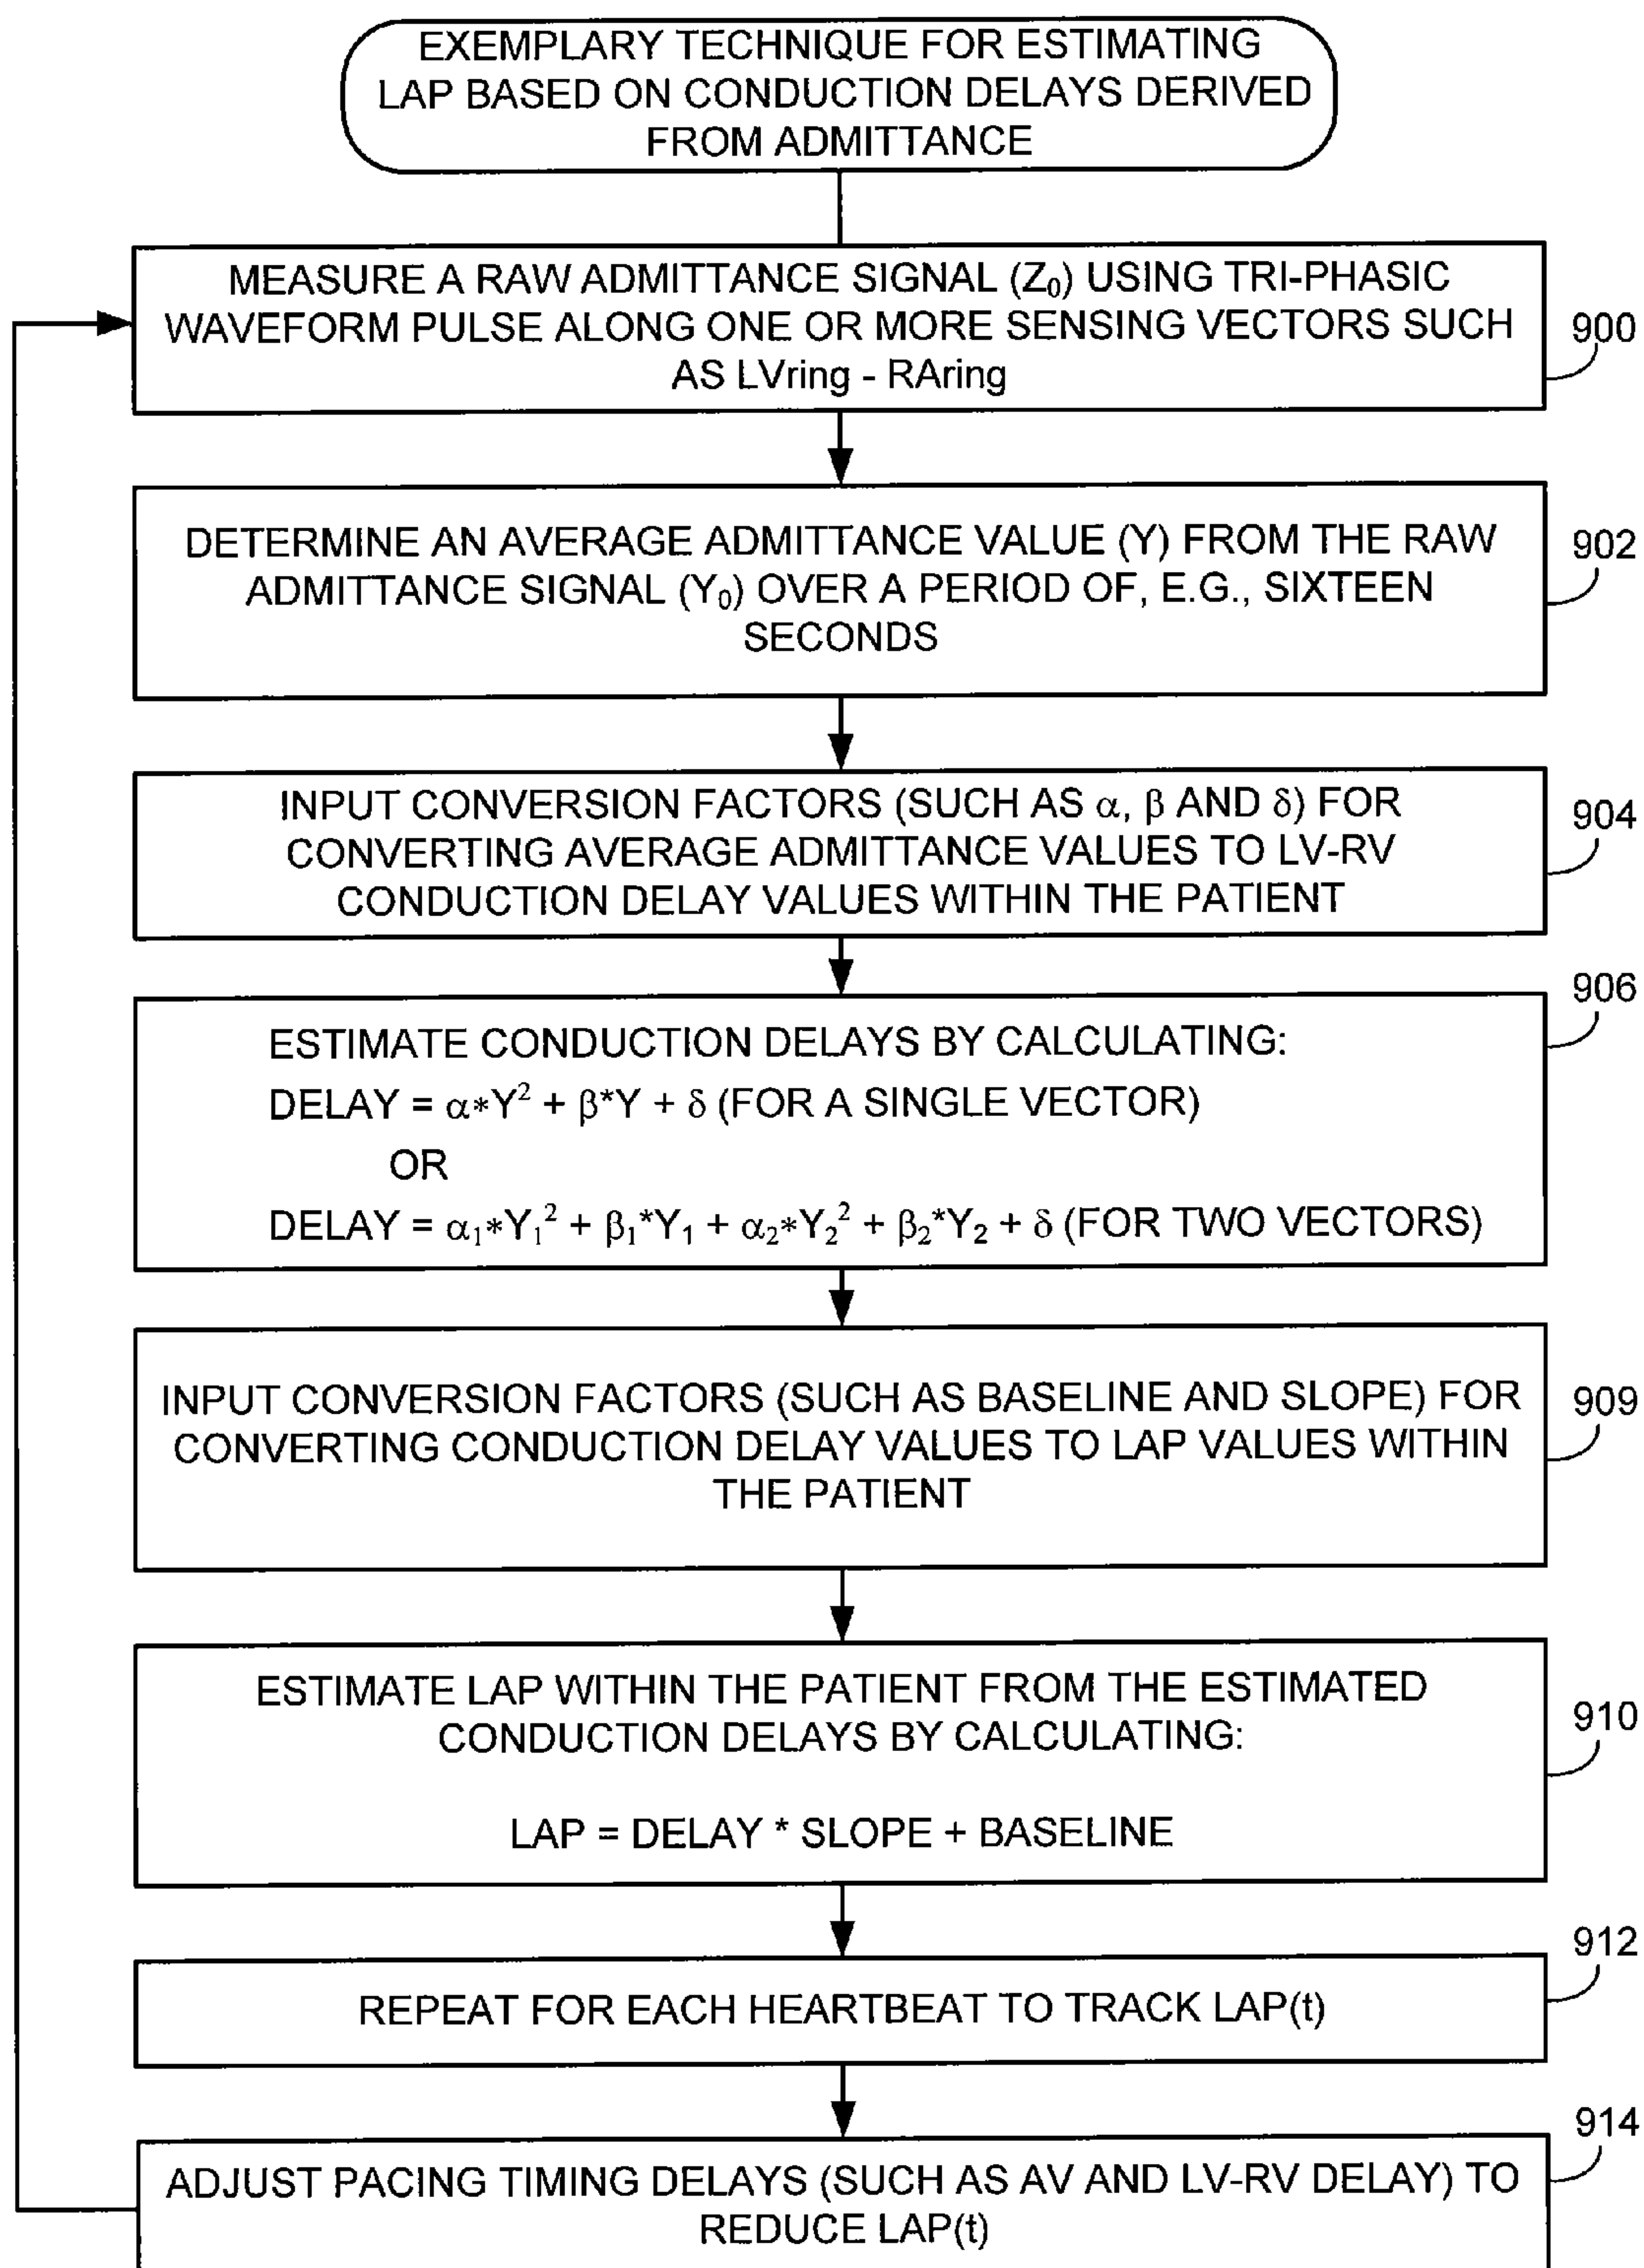 EXEMPLARY TECHNIQUE FOR ESTIMATING
LAP BASED ON CONDUCTION DELAYS DERIVED
FROM ADMITTANCE
MEASURE A RAW ADMITTANCE SIGNAL (Z₀) USING TRI-PHASIC
WAVEFORM PULSE ALONG ONE OR MORE SENSING VECTORS SUCH
AS LVring - RAring
900
DETERMINE AN AVERAGE ADMITTANCE VALUE (Y) FROM THE RAW
ADMITTANCE SIGNAL (Y₀) OVER A PERIOD OF, E.G., SIXTEEN
SECONDS
902
INPUT CONVERSION FACTORS (SUCH AS α, β AND δ) FOR
CONVERTING AVERAGE ADMITTANCE VALUES TO LV-RV
CONDUCTION DELAY VALUES WITHIN THE PATIENT
904
ESTIMATE CONDUCTION DELAYS BY CALCULATING:
DELAY = α*Y² + β*Y + δ (FOR A SINGLE VECTOR)
OR
DELAY = α₁*Y₁² + β₁*Y₁ + α₂*Y₂² + β₂*Y₂ + δ (FOR TWO VECTORS)
906
INPUT CONVERSION FACTORS (SUCH AS BASELINE AND SLOPE) FOR
CONVERTING CONDUCTION DELAY VALUES TO LAP VALUES WITHIN
THE PATIENT
909
ESTIMATE LAP WITHIN THE PATIENT FROM THE ESTIMATED
CONDUCTION DELAYS BY CALCULATING:
LAP = DELAY * SLOPE + BASELINE
910
REPEAT FOR EACH HEARTBEAT TO TRACK LAP(t)
912
ADJUST PACING TIMING DELAYS (SUCH AS AV AND LV-RV DELAY) TO
REDUCE LAP(t)
914